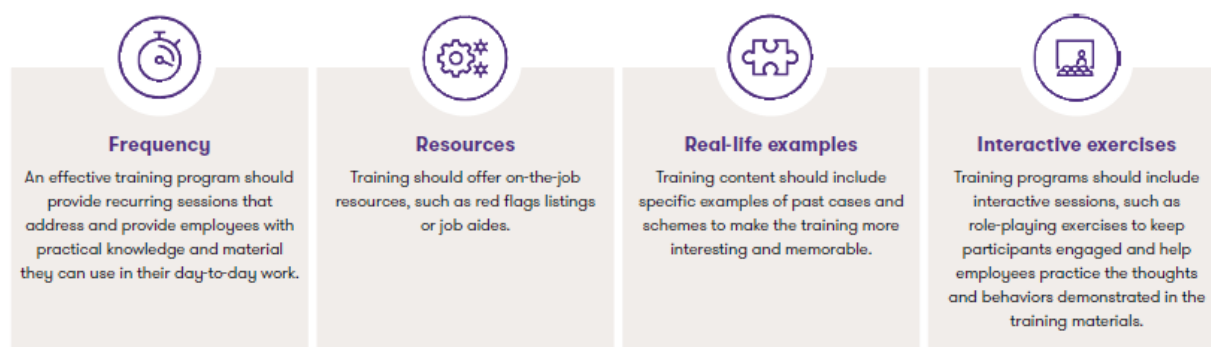 Frequency
An effective training program should
provide recurring sessions that
address and provide employees with
practical knowledge and material
they can use in their day-to-day work.
Resources
Training should offer on-the-job
resources, such as red flags listings
or job aides.
Real-life examples
Training content should include
specific examples of past cases and
schemes to make the training more
interesting and memorable.
Interactive exercises
Training programs should include
interactive sessions, such as
role-playing exercises to keep
participants engaged and help
employees practice the thoughts
and behaviors demonstrated in the
training materials.